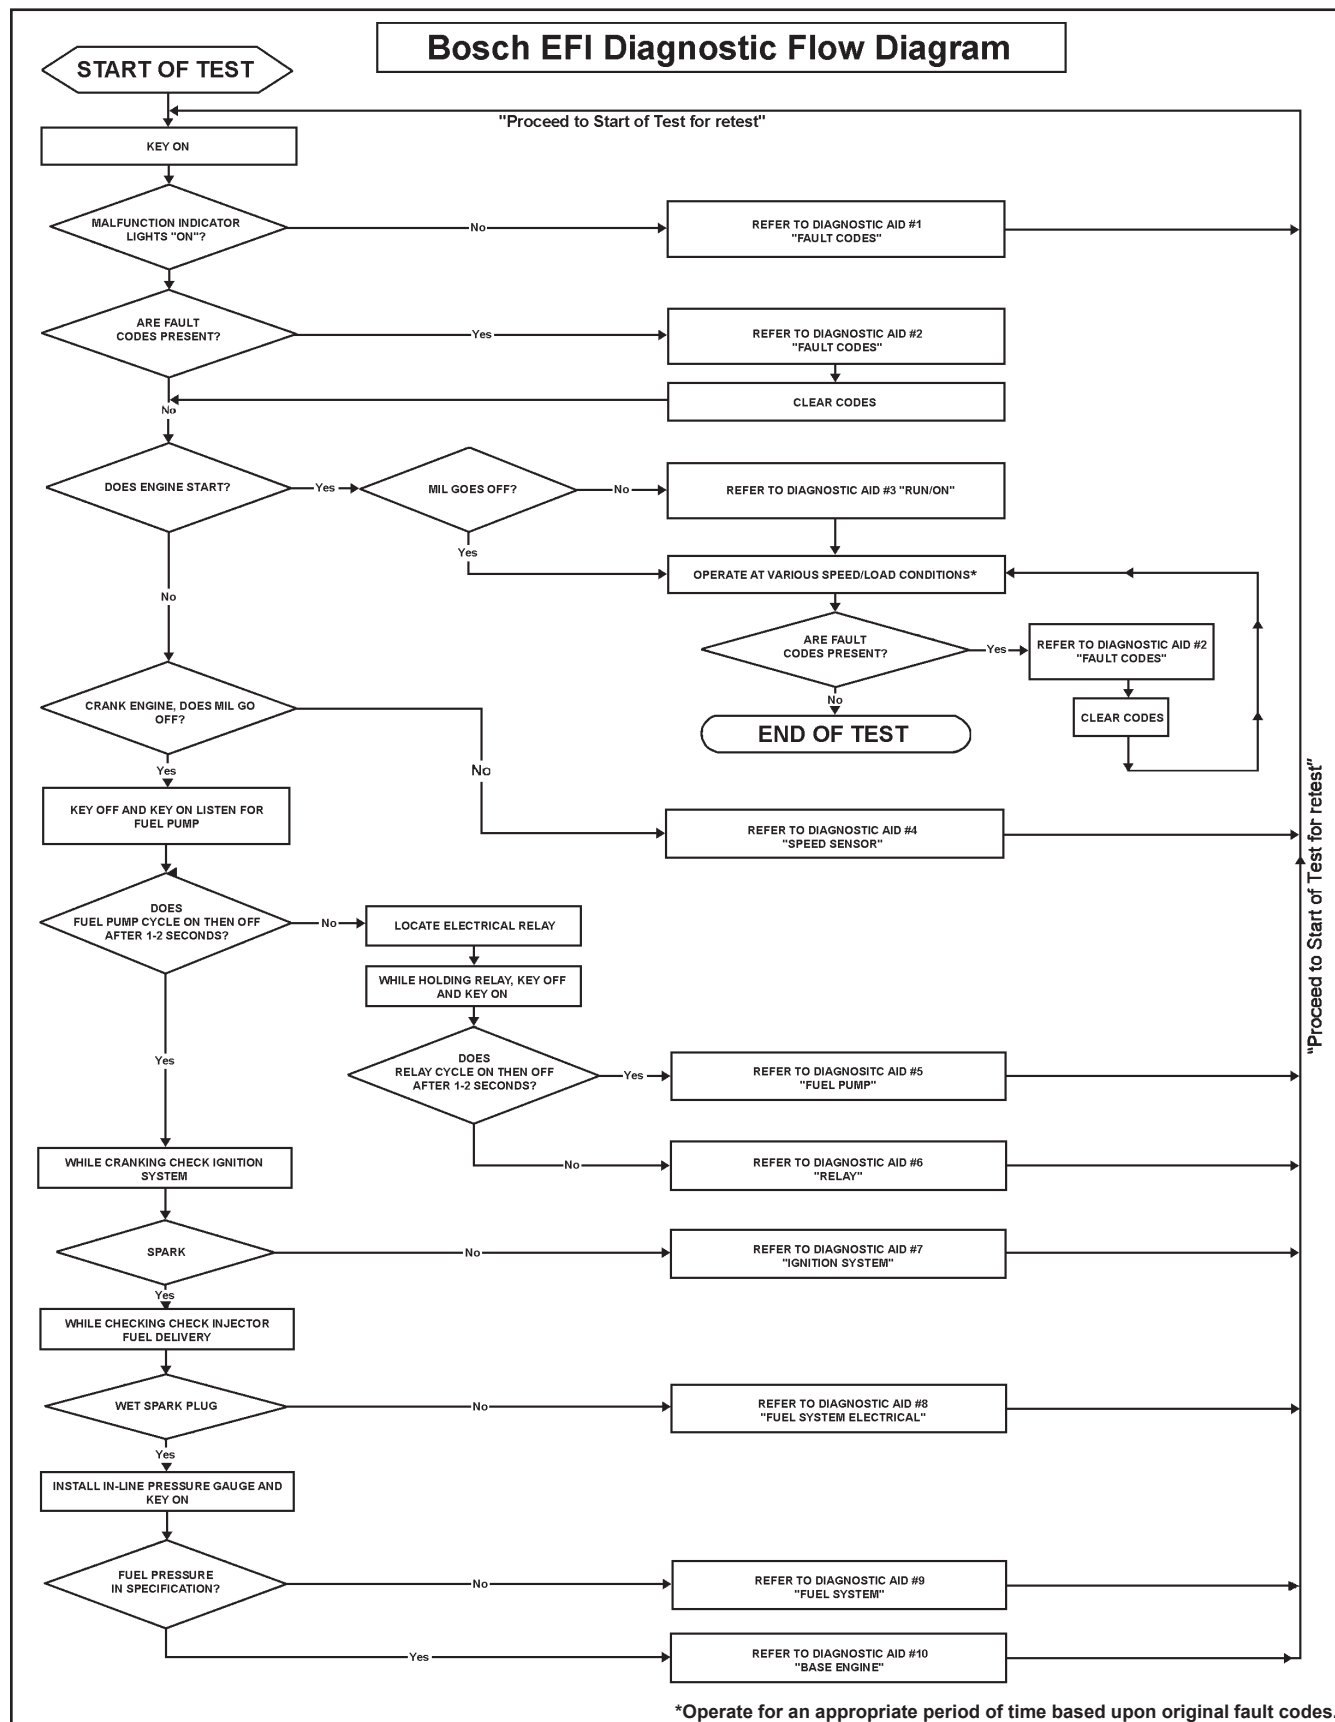 Bosch EFI Diagnostic Flow Diagram
START OF TEST
"Proceed to Start of Test for retest"
KEY ON
MALFUNCTION INDICATOR
LIGHTS "ON"?
No
REFER TO DIAGNOSTIC AID #1
"FAULT CODES"
ARE FAULT
CODES PRESENT?
Yes
REFER TO DIAGNOSTIC AID #2
"FAULT CODES"
CLEAR CODES
No
DOES ENGINE START?
Yes
MIL GOES OFF?
No
REFER TO DIAGNOSTIC AID #3 "RUN/ON"
Yes
OPERATE AT VARIOUS SPEED/LOAD CONDITIONS*
No
ARE FAULT
CODES PRESENT?
Yes
REFER TO DIAGNOSTIC AID #2
"FAULT CODES"
No
CLEAR CODES
END OF TEST
CRANK ENGINE, DOES MIL GO
OFF?
No
Yes
KEY OFF AND KEY ON LISTEN FOR
FUEL PUMP
REFER TO DIAGNOSTIC AID #4
"SPEED SENSOR"
"Proceed to Start of Test for retest"
DOES
FUEL PUMP CYCLE ON THEN OFF
AFTER 1-2 SECONDS?
No
LOCATE ELECTRICAL RELAY
WHILE HOLDING RELAY, KEY OFF
AND KEY ON
Yes
DOES
RELAY CYCLE ON THEN OFF
AFTER 1-2 SECONDS?
Yes
REFER TO DIAGNOSITC AID #5
"FUEL PUMP"
No
REFER TO DIAGNOSTIC AID #6
"RELAY"
WHILE CRANKING CHECK IGNITION
SYSTEM
SPARK
No
REFER TO DIAGNOSTIC AID #7
"IGNITION SYSTEM"
Yes
WHILE CHECKING CHECK INJECTOR
FUEL DELIVERY
WET SPARK PLUG
No
REFER TO DIAGNOSTIC AID #8
"FUEL SYSTEM ELECTRICAL"
Yes
INSTALL IN-LINE PRESSURE GAUGE AND
KEY ON
FUEL PRESSURE
IN SPECIFICATION?
No
REFER TO DIAGNOSTIC AID #9
"FUEL SYSTEM"
Yes
REFER TO DIAGNOSTIC AID #10
"BASE ENGINE"
*Operate for an appropriate period of time based upon original fault codes.